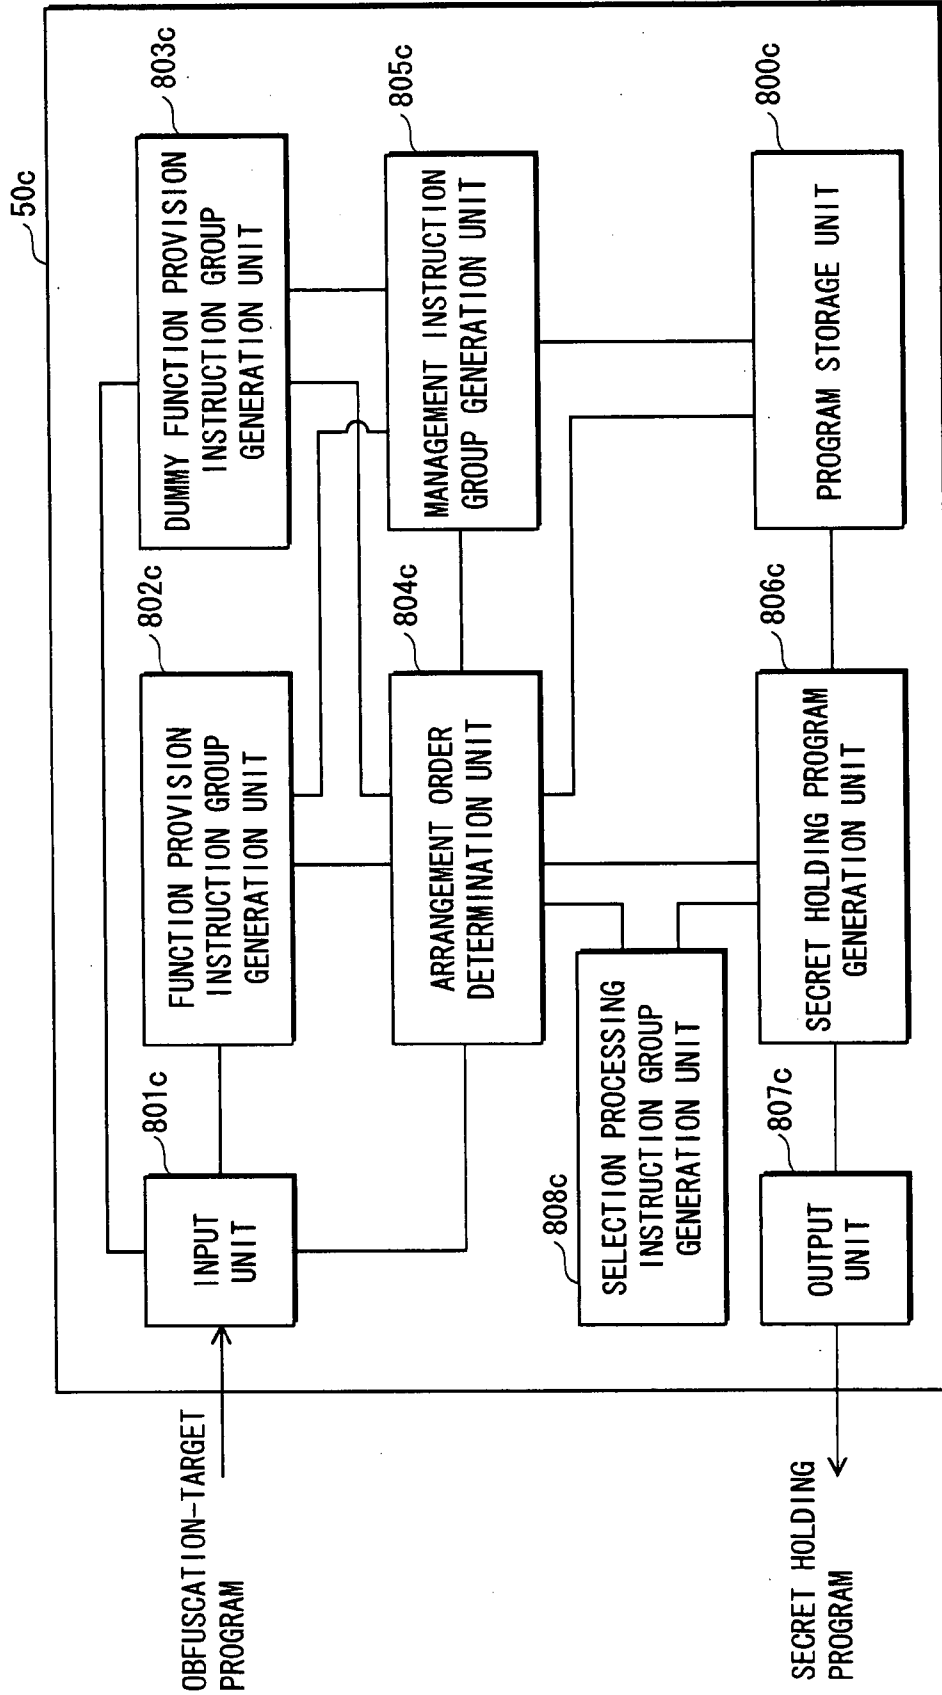 50c
OBFUSCATION-TARGET
PROGRAM
801c
INPUT
UNIT
802c
FUNCTION PROVISION
INSTRUCTION GROUP
GENERATION UNIT
803c
DUMMY FUNCTION PROVISION
INSTRUCTION GROUP
GENERATION UNIT
804c
ARRANGEMENT ORDER
DETERMINATION UNIT
805c
MANAGEMENT INSTRUCTION
GROUP GENERATION UNIT
808c
SELECTION PROCESSING
INSTRUCTION GROUP
GENERATION UNIT
SECRET HOLDING
PROGRAM
807c
OUTPUT
UNIT
806c
SECRET HOLDING PROGRAM
GENERATION UNIT
800c
PROGRAM STORAGE UNIT